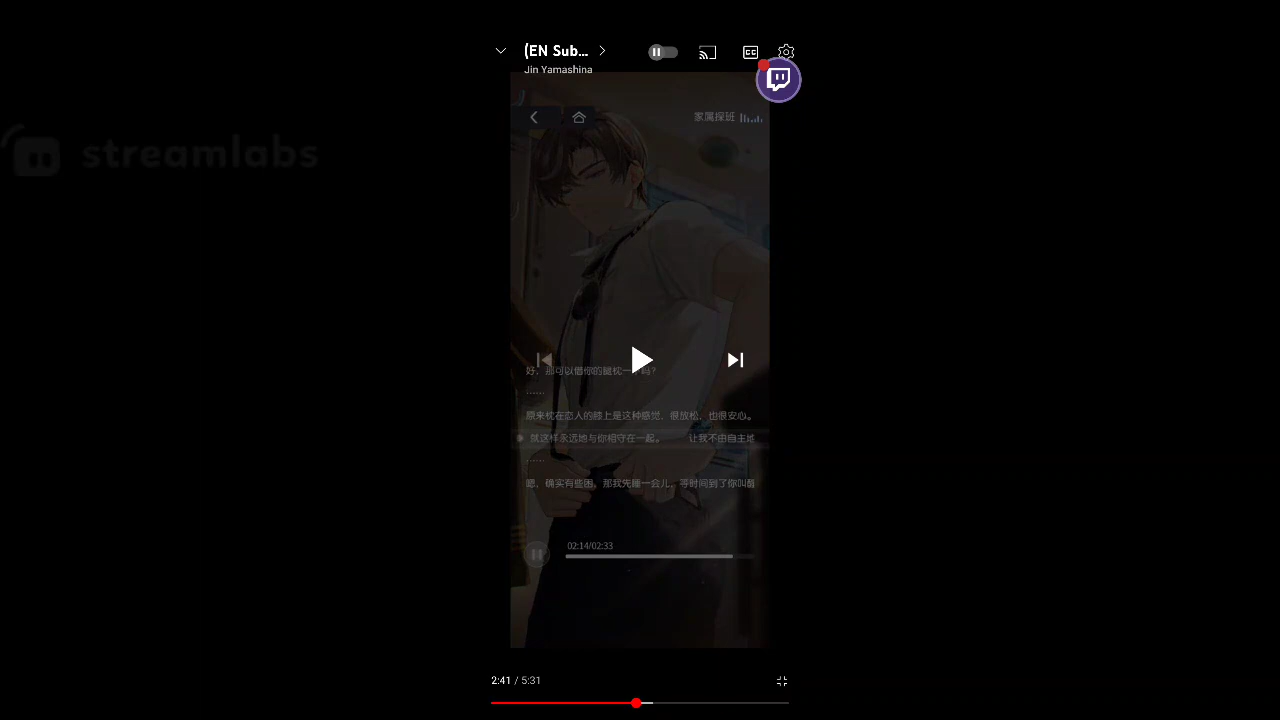 (EN Sub...
Jin Yamashina
streamlabs
家属探班
好，那可以借你的腿枕一下吗？
......
原来枕在恋人的膝上是这种感觉，很放松，也很安心。
就这样永远地与你相守在一起。 让我不由自主地
......
嗯，确实有些困，那我先睡一会儿，等时间到了你叫醒
02:14/02:33
2:41 / 5:31